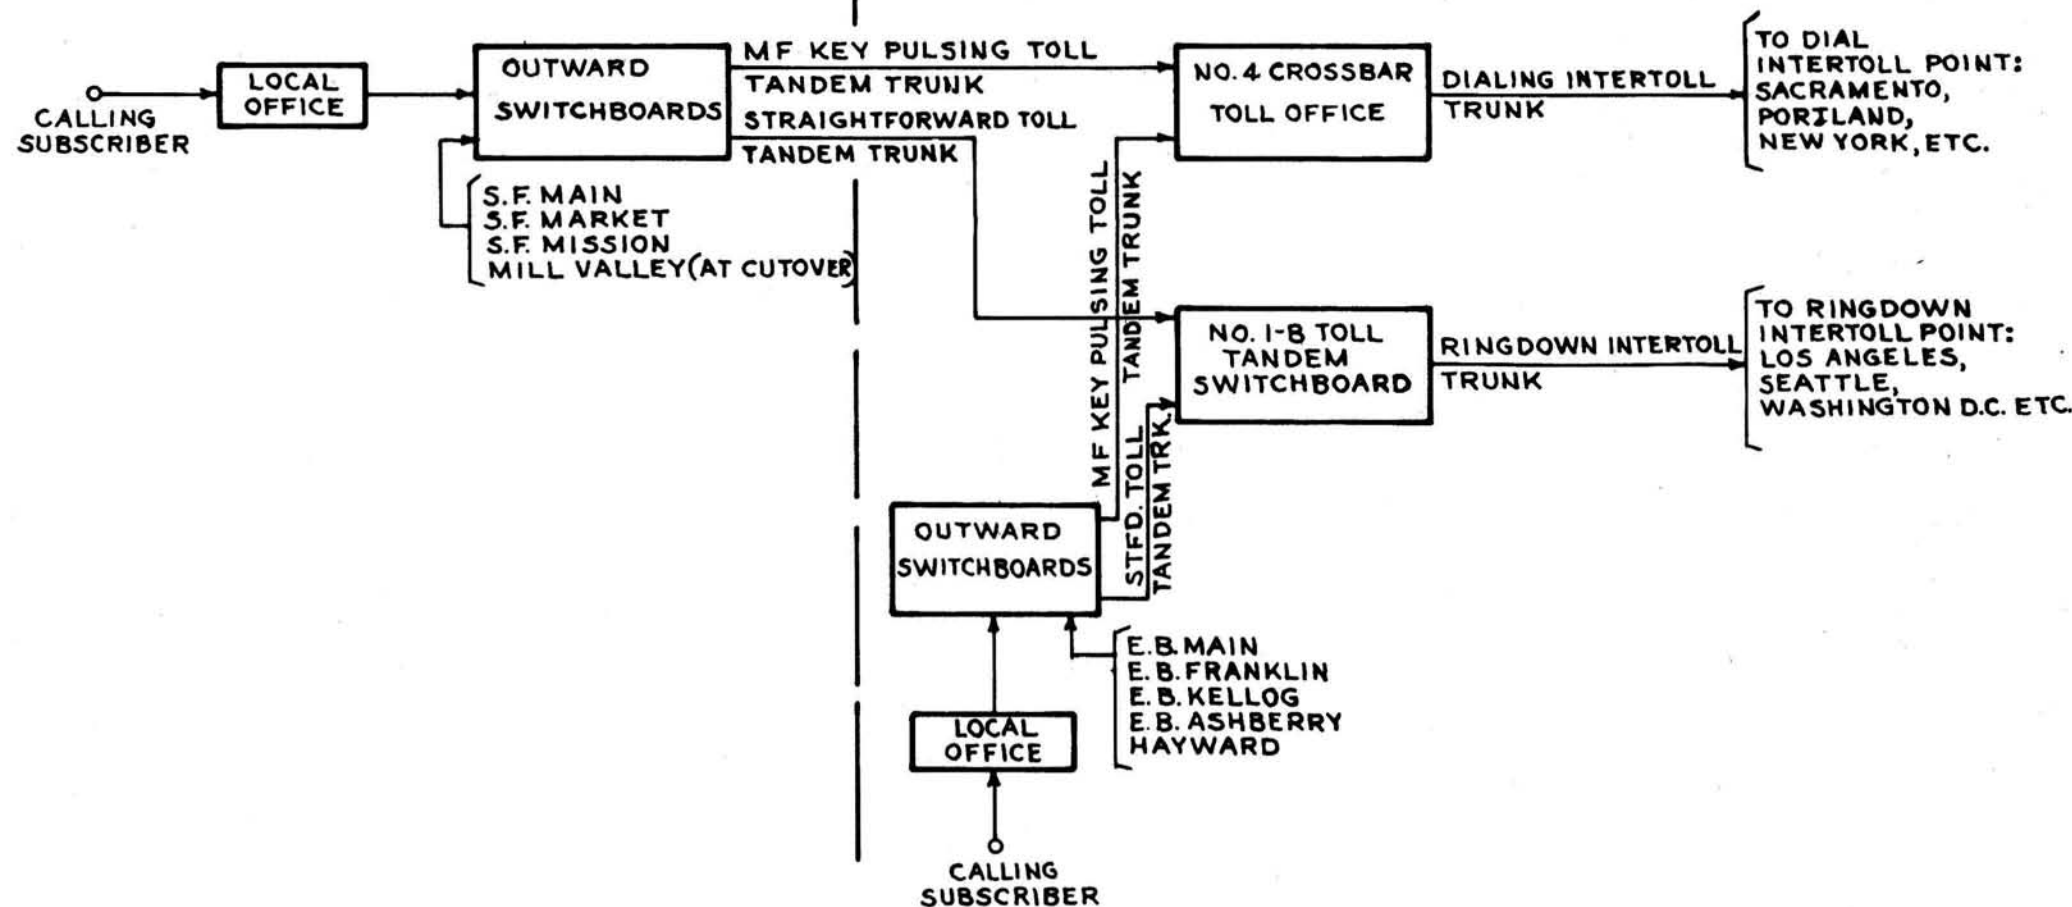 CALLING
SUBSCRIBER
LOCAL
OFFICE
OUTWARD
SWITCHBOARDS
S.F. MAIN
S.F. MARKET
S.F. MISSION
MILL VALLEY (AT CUTOVER)
MF KEY PULSING TOLL
TANDEM TRUNK
STRAIGHTFORWARD TOLL
TANDEM TRUNK
NO. 4 CROSSBAR
TOLL OFFICE
DIALING INTERTOLL
TRUNK
TO DIAL
INTERTOLL POINT:
SACRAMENTO,
PORTLAND,
NEW YORK, ETC.
MF KEY PULSING TOLL
TANDEM TRUNK
NO. 1-B TOLL
TANDEM
SWITCHBOARD
RINGDOWN INTERTOLL
TRUNK
TO RINGDOWN
INTERTOLL POINT:
LOS ANGELES,
SEATTLE,
WASHINGTON D.C. ETC.
STFD. TOLL
TANDEM TRK.
OUTWARD
SWITCHBOARDS
E.B. MAIN
E.B. FRANKLIN
E.B. KELLOG
E.B. ASHBERRY
HAYWARD
LOCAL
OFFICE
CALLING
SUBSCRIBER